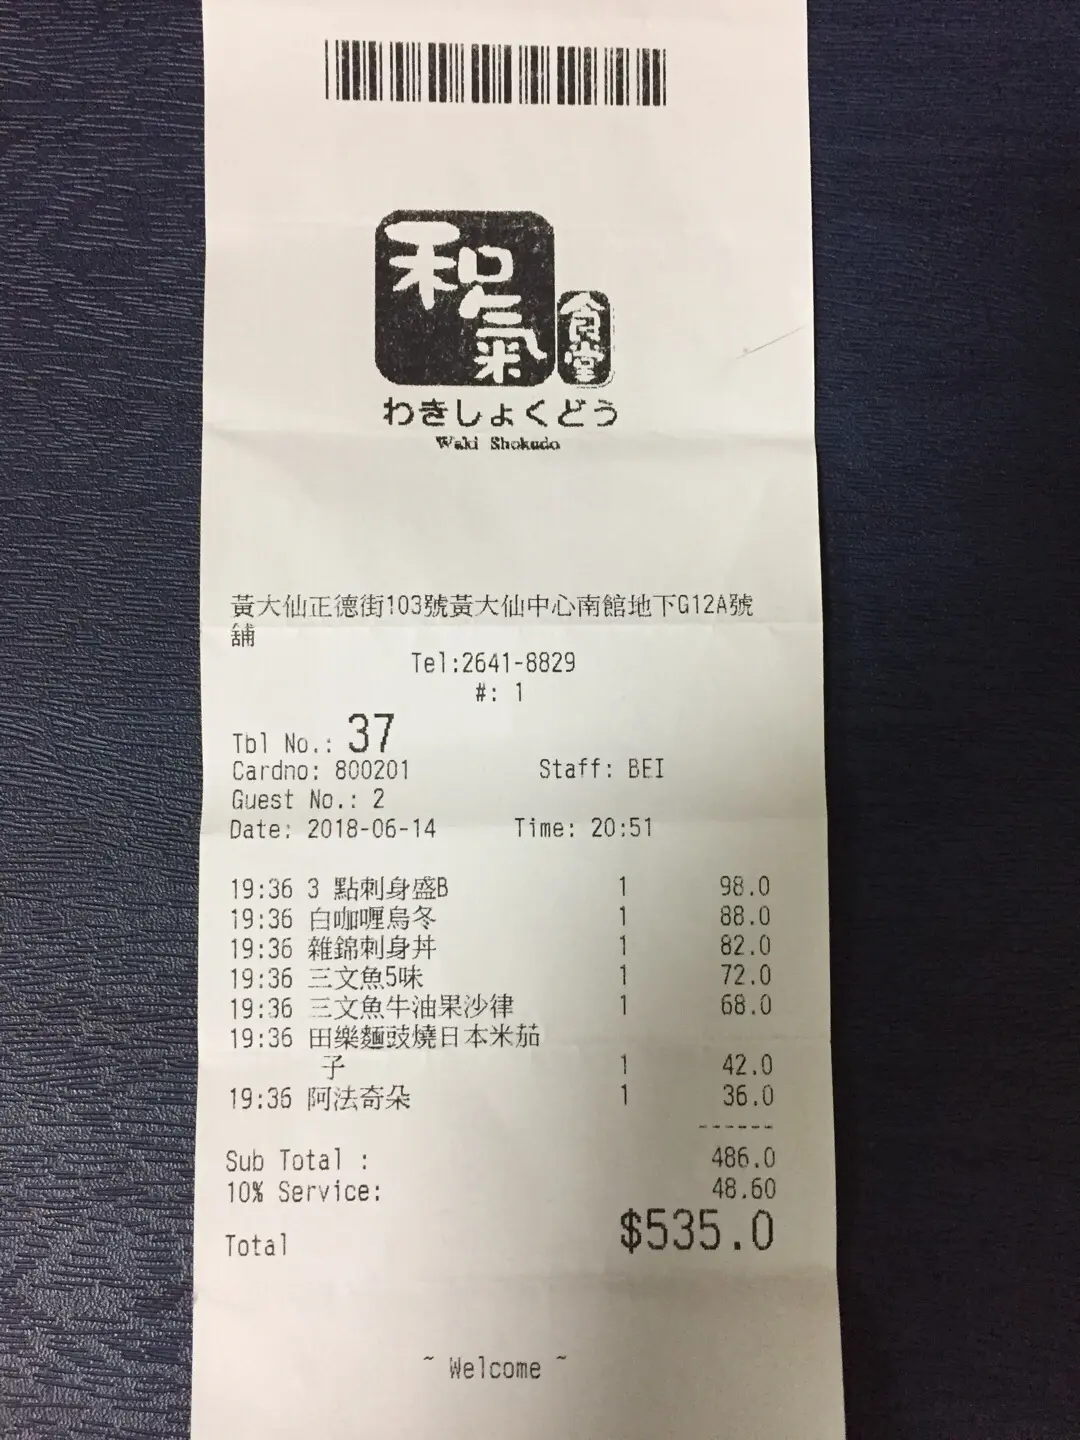 和氣
食堂
わきしょくどう
Waki Shokudo
黃大仙正德街103號黃大仙中心南館地下G12A號
舖
Tel:2641-8829
#: 1
Tbl No.: 37
Cardno: 800201 Staff: BEI
Guest No.: 2
Date: 2018-06-14 Time: 20:51
19:36 3 點刺身盛B 1 98.0
19:36 白咖喱烏冬 1 88.0
19:36 雜錦刺身丼 1 82.0
19:36 三文魚5味 1 72.0
19:36 三文魚牛油果沙律 1 68.0
19:36 田樂麵豉燒日本米茄
子 1 42.0
19:36 阿法奇朵 1 36.0
------
Sub Total : 486.0
10% Service: 48.60
Total $535.0
~ Welcome ~